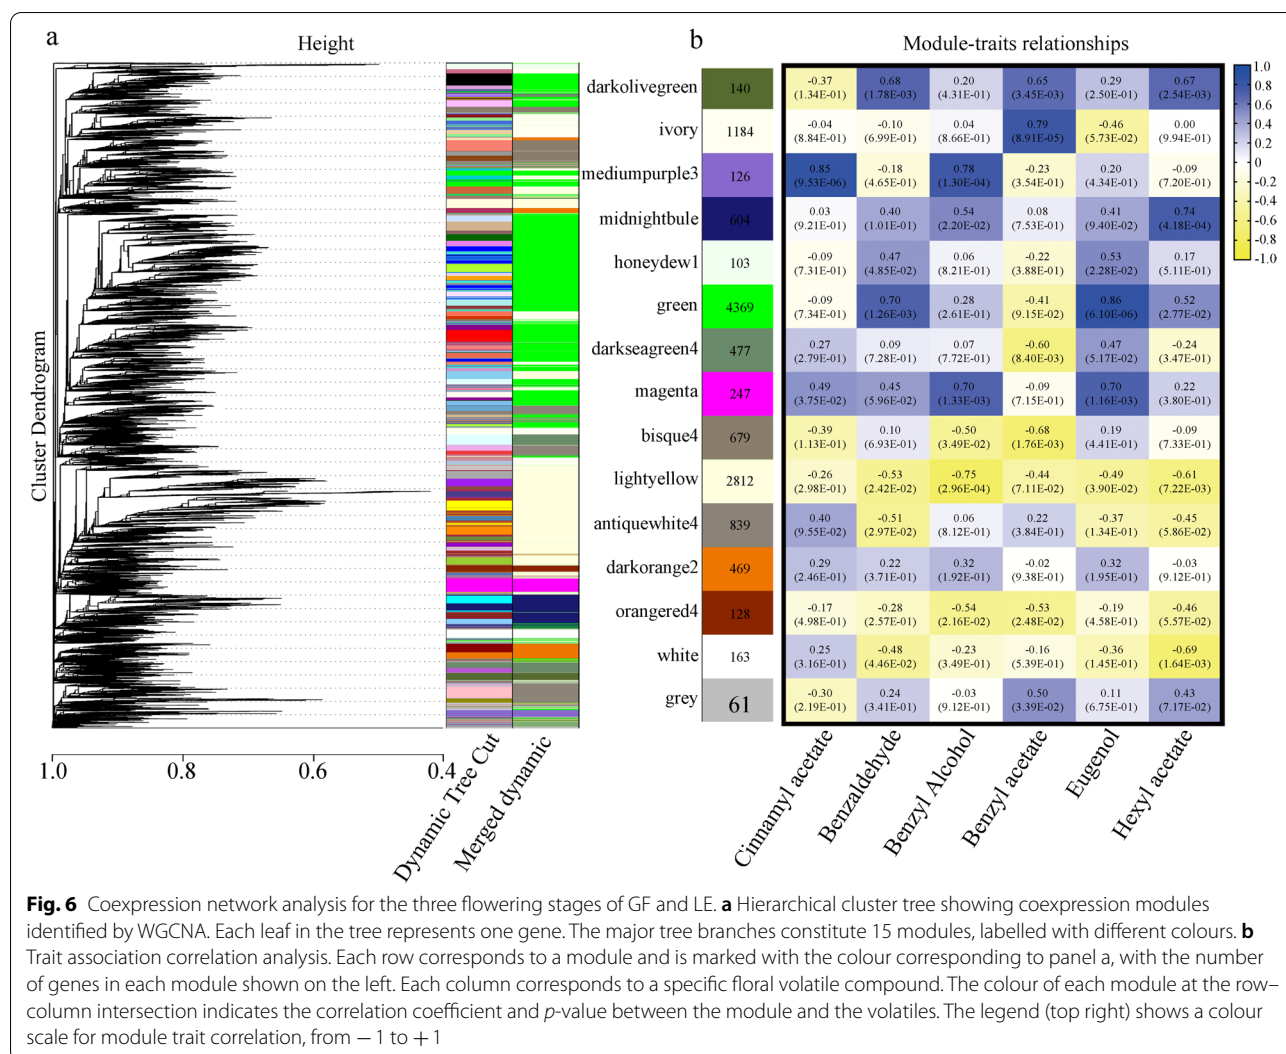 a
Height
b
Module-traits relationships
Cluster Dendrogram
1.0 0.8 0.6 0.4
Dynamic Tree Cut
Merged dynamic
darkolivegreen 140 -0.37 0.68 0.20 0.65 0.29 0.67
(1.34E-01) (1.78E-03) (4.31E-01) (3.45E-03) (2.50E-01) (2.54E-03)
ivory 1184 -0.04 -0.10 0.04 0.79 -0.46 0.00
(8.84E-01) (6.99E-01) (8.66E-01) (8.91E-05) (5.73E-02) (9.94E-01)
mediumpurple3 126 0.85 -0.18 0.78 -0.23 0.20 -0.09
(9.53E-06) (4.65E-01) (1.30E-04) (3.54E-01) (4.34E-01) (7.20E-01)
midnightbule 604 0.03 0.40 0.54 0.08 0.41 0.74
(9.21E-01) (1.01E-01) (2.20E-02) (7.53E-01) (9.40E-02) (4.18E-04)
honeydew1 103 -0.09 0.47 0.06 -0.22 0.53 0.17
(7.31E-01) (4.85E-02) (8.21E-01) (3.88E-01) (2.28E-02) (5.11E-01)
green 4369 -0.09 0.70 0.28 -0.41 0.86 0.52
(7.34E-01) (1.26E-03) (2.61E-01) (9.15E-02) (6.10E-06) (2.77E-02)
darkseagreen4 477 0.27 0.09 0.07 -0.60 0.47 -0.24
(2.79E-01) (7.28E-01) (7.72E-01) (8.40E-03) (5.17E-02) (3.47E-01)
magenta 247 0.49 0.45 0.70 -0.09 0.70 0.22
(3.75E-02) (5.96E-02) (1.33E-03) (7.15E-01) (1.16E-03) (3.80E-01)
bisque4 679 -0.39 0.10 -0.50 -0.68 0.19 -0.09
(1.13E-01) (6.93E-01) (3.49E-02) (1.76E-03) (4.41E-01) (7.33E-01)
lightyellow 2812 -0.26 -0.53 -0.75 -0.44 -0.49 -0.61
(2.98E-01) (2.42E-02) (2.96E-04) (7.11E-02) (3.90E-02) (7.22E-03)
antiquewhite4 839 0.40 -0.51 0.06 0.22 -0.37 -0.45
(9.55E-02) (2.97E-02) (8.12E-01) (3.84E-01) (1.34E-01) (5.86E-02)
darkorange2 469 0.29 0.22 0.32 -0.02 0.32 -0.03
(2.46E-01) (3.71E-01) (1.92E-01) (9.38E-01) (1.95E-01) (9.12E-01)
orangered4 128 -0.17 -0.28 -0.54 -0.53 -0.19 -0.46
(4.98E-01) (2.57E-01) (2.16E-02) (2.48E-02) (4.58E-01) (5.57E-02)
white 163 0.25 -0.48 -0.23 -0.16 -0.36 -0.69
(3.16E-01) (4.46E-02) (3.49E-01) (5.39E-01) (1.45E-01) (1.64E-03)
grey 61 -0.30 0.24 -0.03 0.50 0.11 0.43
(2.19E-01) (3.41E-01) (9.12E-01) (3.39E-02) (6.75E-01) (7.17E-02)
Cinnamyl acetate
Benzaldehyde
Benzyl Alcohol
Benzyl acetate
Eugenol
Hexyl acetate
1.0
0.8
0.6
0.4
0.2
0
-0.2
-0.4
-0.6
-0.8
-1.0
Fig. 6 Coexpression network analysis for the three flowering stages of GF and LE. a Hierarchical cluster tree showing coexpression modules
identified by WGCNA. Each leaf in the tree represents one gene. The major tree branches constitute 15 modules, labelled with different colours. b
Trait association correlation analysis. Each row corresponds to a module and is marked with the colour corresponding to panel a, with the number
of genes in each module shown on the left. Each column corresponds to a specific floral volatile compound. The colour of each module at the row–
column intersection indicates the correlation coefficient and p-value between the module and the volatiles. The legend (top right) shows a colour
scale for module trait correlation, from − 1 to + 1